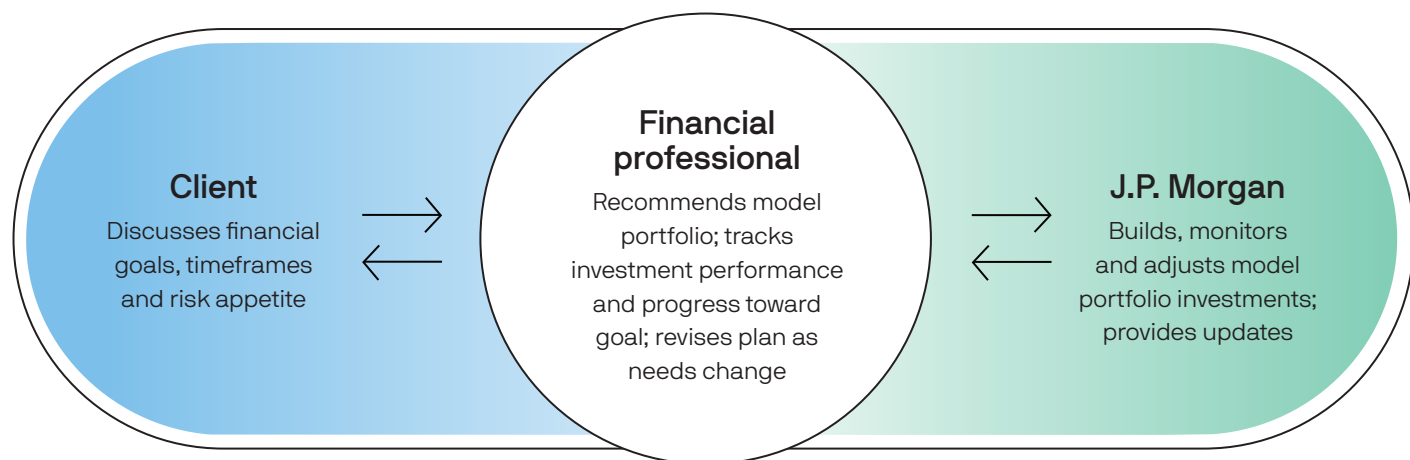 Client
Discusses financial
goals, timeframes
and risk appetite
Financial
professional
Recommends model
portfolio; tracks
investment performance
and progress toward
goal; revises plan as
needs change
J.P. Morgan
Builds, monitors
and adjusts model
portfolio investments;
provides updates